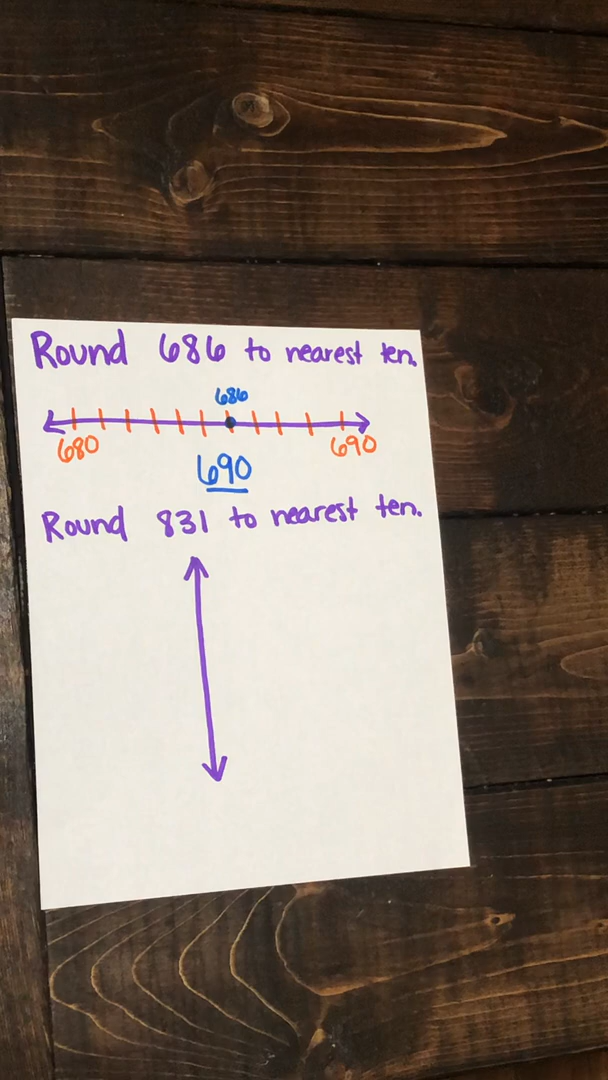 Round 686 to nearest ten.
686
680 690
690
Round 831 to nearest ten.